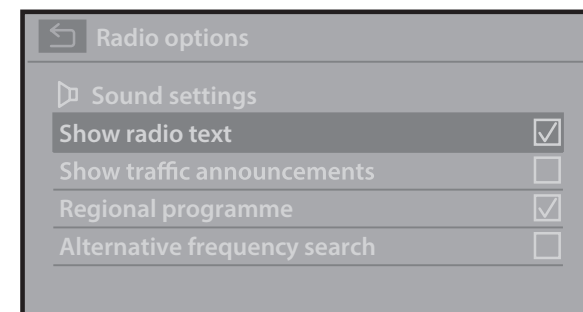 Radio options
Sound settings
Show radio text
Show traffic announcements
Regional programme
Alternative frequency search